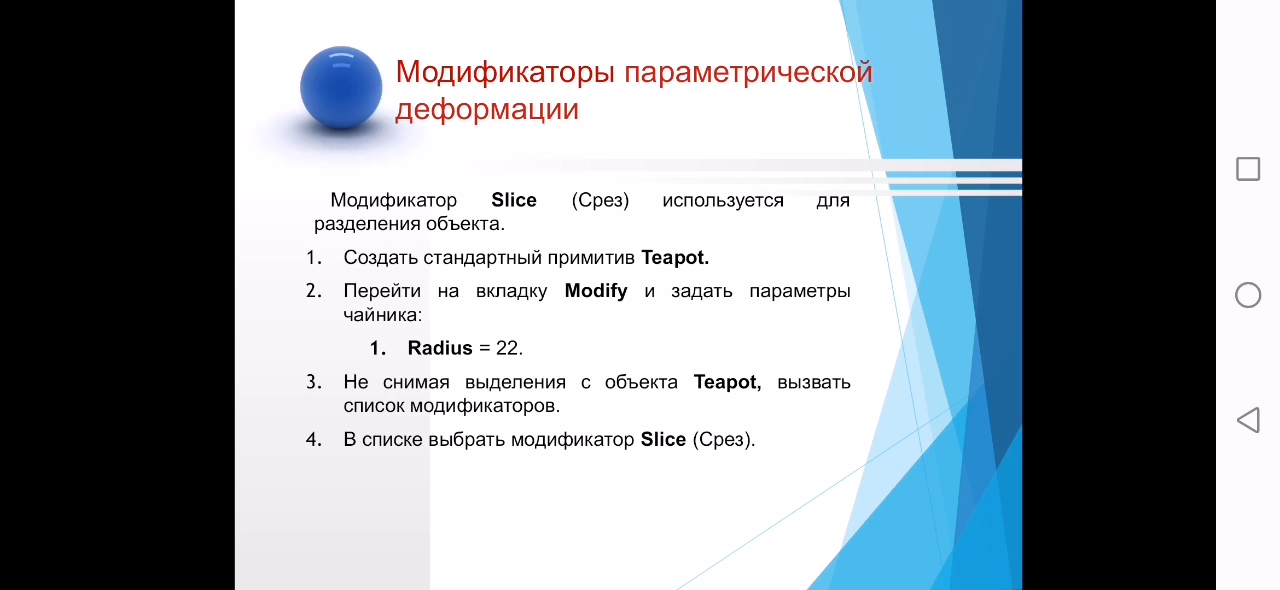 Модификаторы параметрической
деформации
Модификатор Slice (Срез) используется для
разделения объекта.
1. Создать стандартный примитив Teapot.
2. Перейти на вкладку Modify и задать параметры
чайника:
1. Radius = 22.
3. Не снимая выделения с объекта Teapot, вызвать
список модификаторов.
4. В списке выбрать модификатор Slice (Срез).